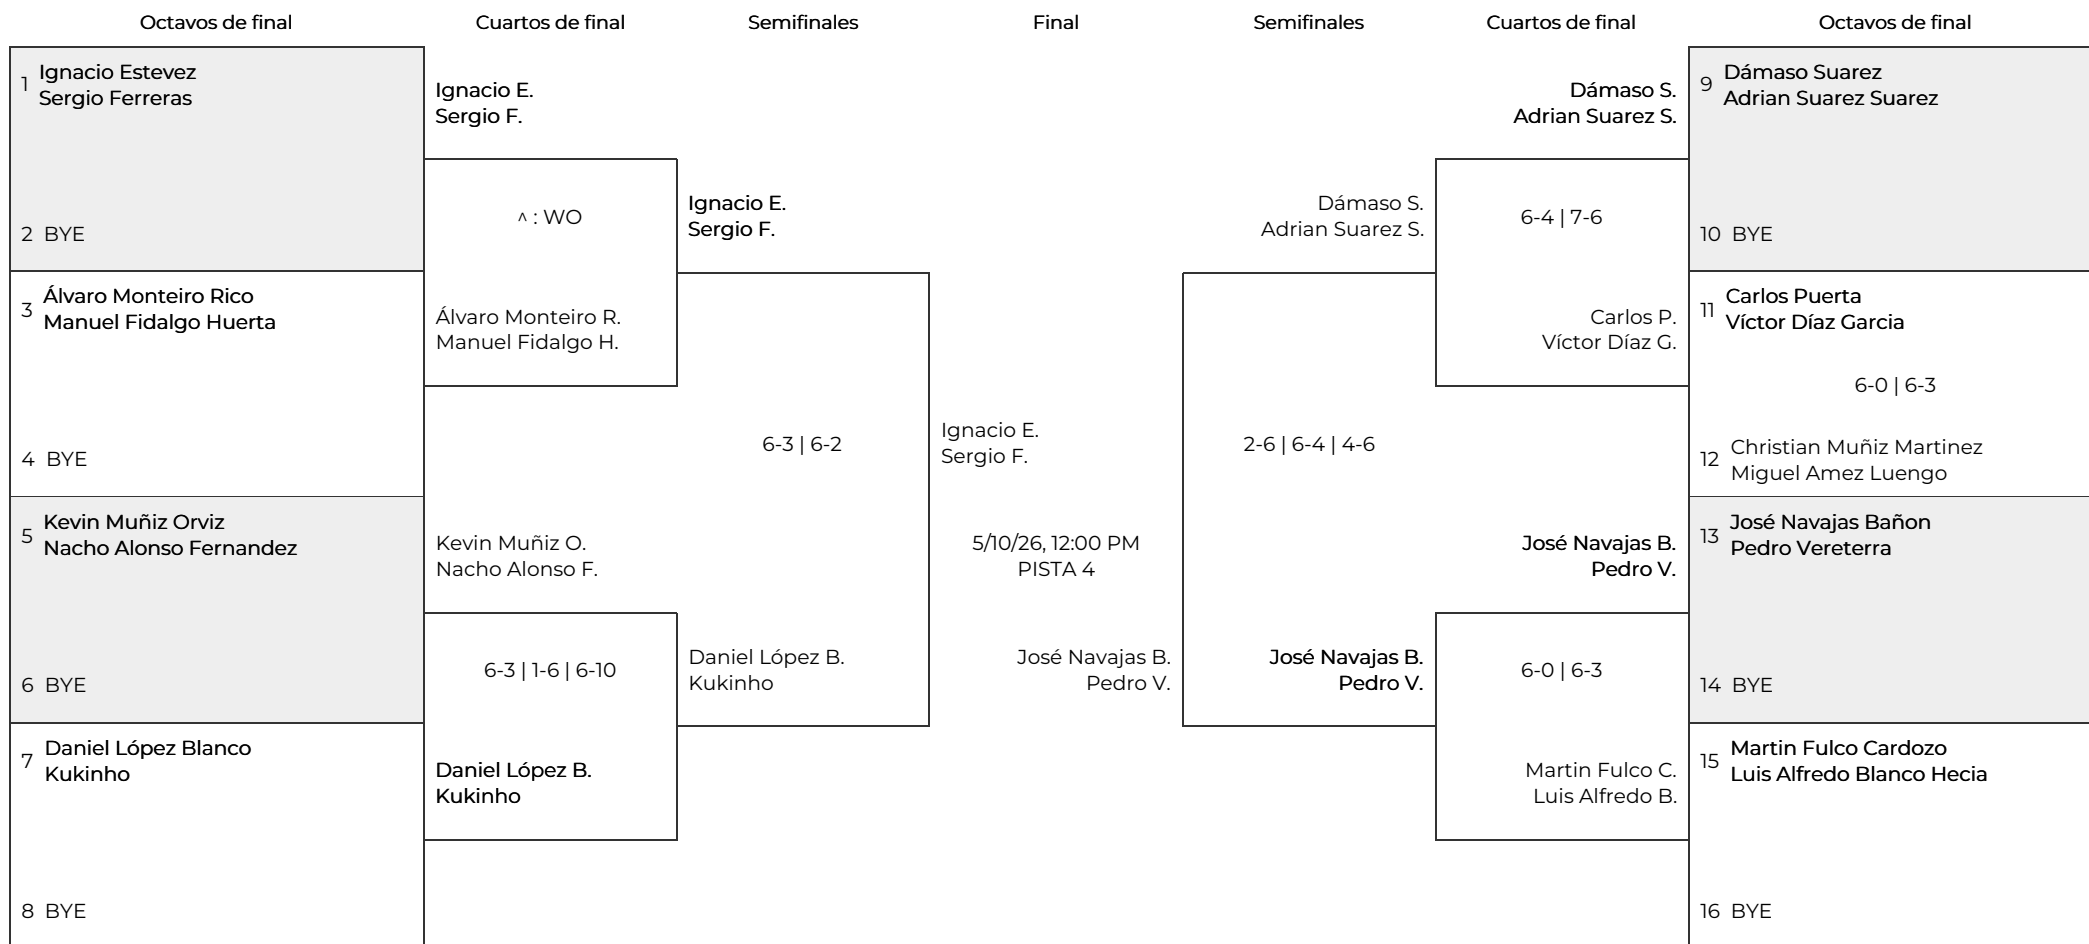 Octavos de final
Cuartos de final
Semifinales
Final
Semifinales
Cuartos de final
Octavos de final
1
Ignacio Estevez
Sergio Ferreras
2 BYE
3
Álvaro Monteiro Rico
Manuel Fidalgo Huerta
4 BYE
5
Kevin Muñiz Orviz
Nacho Alonso Fernandez
6 BYE
7
Daniel López Blanco
Kukinho
8 BYE
Ignacio E.
Sergio F.
^ : WO
Álvaro Monteiro R.
Manuel Fidalgo H.
Kevin Muñiz O.
Nacho Alonso F.
6-3 | 1-6 | 6-10
Daniel López B.
Kukinho
Ignacio E.
Sergio F.
6-3 | 6-2
Daniel López B.
Kukinho
Ignacio E.
Sergio F.
5/10/26, 12:00 PM
PISTA 4
José Navajas B.
Pedro V.
Dámaso S.
Adrian Suarez S.
2-6 | 6-4 | 4-6
José Navajas B.
Pedro V.
Dámaso S.
Adrian Suarez S.
6-4 | 7-6
Carlos P.
Víctor Díaz G.
José Navajas B.
Pedro V.
6-0 | 6-3
Martin Fulco C.
Luis Alfredo B.
9
Dámaso Suarez
Adrian Suarez Suarez
10 BYE
11
Carlos Puerta
Víctor Díaz Garcia
6-0 | 6-3
12
Christian Muñiz Martinez
Miguel Amez Luengo
13
José Navajas Bañon
Pedro Vereterra
14 BYE
15
Martin Fulco Cardozo
Luis Alfredo Blanco Hecia
16 BYE